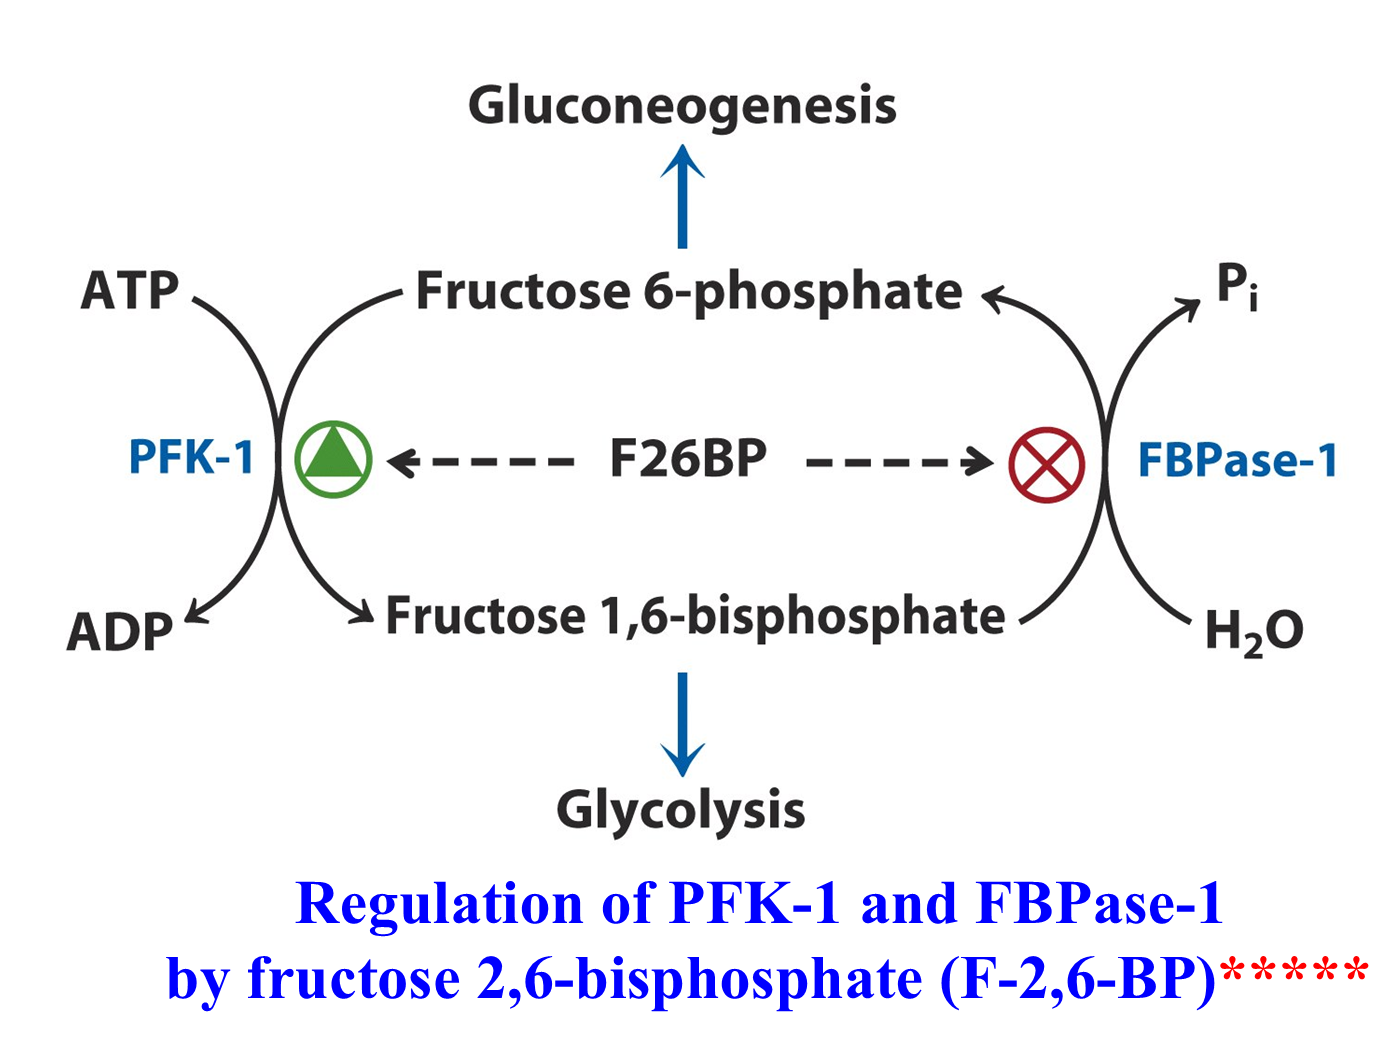 Gluconeogenesis
ATP
Fructose 6-phosphate
Pi
PFK-1
F26BP
FBPase-1
ADP
Fructose 1,6-bisphosphate
H2O
Glycolysis
Regulation of PFK-1 and FBPase-1
by fructose 2,6-bisphosphate (F-2,6-BP)*****